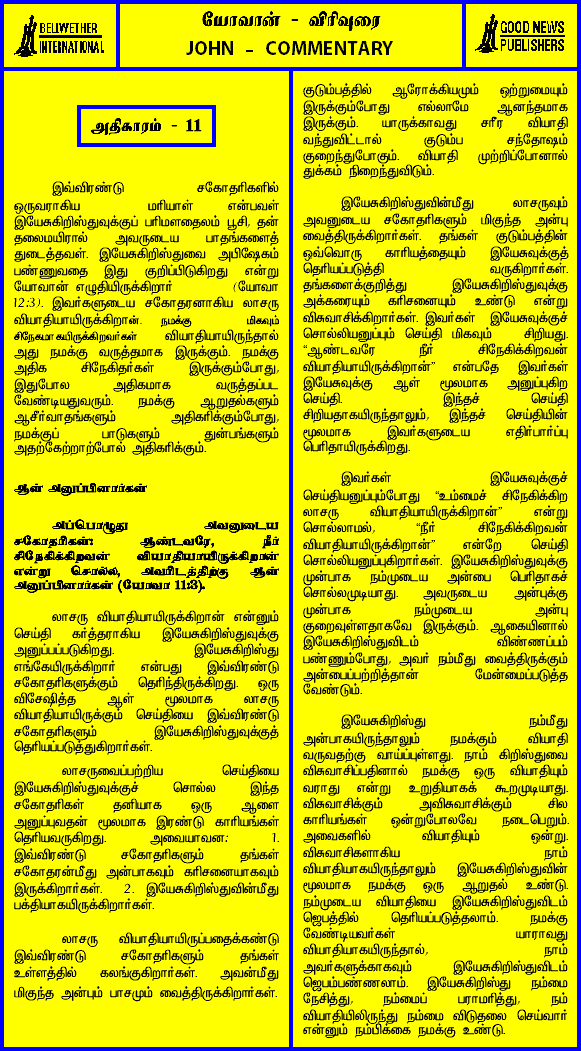 BELWETHER
INTERNATIONAL
யோவான் - விரிவுரை
JOHN - COMMENTARY
GOOD NEWS
PUBLISHERS
அதிகாரம் - 11
இவ்விரண்டு சகோதரிகளில்
ஒருவராகிய மரியாள் என்பவள்
இயேசுகிறிஸ்துவுக்குப் பரிமளதைலம் பூசி, தன்
தலைமயிரால் அவருடைய பாதங்களைத்
துடைத்தவள். இயேசுகிறிஸ்துவை அபிஷேகம்
பண்ணுவதை இது குறிப்பிடுகிறது என்று
யோவான் எழுதியிருக்கிறார் (யோவா
12:3). இவர்களுடைய சகோதரனாகிய லாசரு
வியாதியாயிருக்கிறான். நமக்கு மிகவும்
சிநேகமாகயிருக்கிறவர்கள் வியாதியாயிருந்தால்
அது நமக்கு வருத்தமாக இருக்கும். நமக்கு
அதிக சிநேகிதர்கள் இருக்கும்போது,
இதுபோல அதிகமாக வருத்தப்பட
வேண்டியதுவரும். நமக்கு ஆறுதல்களும்
ஆசீர்வாதங்களும் அதிகரிக்கும்போது,
நமக்குப் பாடுகளும் துன்பங்களும்
அதற்கேற்றாற்போல் அதிகரிக்கும்.
ஆள் அனுப்பினார்கள்
அப்பொழுது அவனுடைய
சகோதரிகள்: ஆண்டவரே, நீர்
சிநேகிக்கிறவன் வியாதியாயிருக்கிறான்
என்று சொல்ல, அவரிடத்திற்கு ஆள்
அனுப்பினார்கள் (யோவா 11:3).
லாசரு வியாதியாயிருக்கிறான் என்னும்
செய்தி கர்த்தராகிய இயேசுகிறிஸ்துவுக்கு
அனுப்பப்படுகிறது. இயேசுகிறிஸ்து
எங்கேயிருக்கிறார் என்பது இவ்விரண்டு
சகோதரிகளுக்கும் தெரிந்திருக்கிறது. ஒரு
விசேஷித்த ஆள் மூலமாக லாசரு
வியாதியாயிருக்கும் செய்தியை இவ்விரண்டு
சகோதரிகளும் இயேசுகிறிஸ்துவுக்குத்
தெரியப்படுத்துகிறார்கள்.
லாசருவைப்பற்றிய செய்தியை
இயேசுகிறிஸ்துவுக்குச் சொல்ல இந்த
சகோதரிகள் தனியாக ஒரு ஆளை
அனுப்புவதன் மூலமாக இரண்டு காரியங்கள்
தெரியவருகிறது. அவையாவன: 1.
இவ்விரண்டு சகோதரிகளும் தங்கள்
சகோதரன்மீது அன்பாகவும் கரிசனையாகவும்
இருக்கிறார்கள். 2. இயேசுகிறிஸ்துவின்மீது
பக்தியாகயிருக்கிறார்கள்.
லாசரு வியாதியாயிருப்பதைக்கண்டு
இவ்விரண்டு சகோதரிகளும் தங்கள்
உள்ளத்தில் கலங்குகிறார்கள். அவன்மீது
மிகுந்த அன்பும் பாசமும் வைத்திருக்கிறார்கள்.
குடும்பத்தில் ஆரோக்கியமும் ஒற்றுமையும்
இருக்கும்போது எல்லாமே ஆனந்தமாக
இருக்கும். யாருக்காவது சரீர வியாதி
வந்துவிட்டால் குடும்ப சந்தோஷம்
குறைந்துபோகும். வியாதி முற்றிப்போனால்
துக்கம் நிறைந்துவிடும்.
இயேசுகிறிஸ்துவின்மீது லாசருவும்
அவனுடைய சகோதரிகளும் மிகுந்த அன்பு
வைத்திருக்கிறார்கள். தங்கள் குடும்பத்தின்
ஒவ்வொரு காரியத்தையும் இயேசுவுக்குத்
தெரியப்படுத்தி வருகிறார்கள்.
தங்களைக்குறித்து இயேசுகிறிஸ்துவுக்கு
அக்கரையும் கரிசனையும் உண்டு என்று
விசுவாசிக்கிறார்கள். இவர்கள் இயேசுவுக்குச்
சொல்லியனுப்பும் செய்தி மிகவும் சிறியது.
“ஆண்டவரே நீர் சிநேகிக்கிறவன்
வியாதியாயிருக்கிறான்” என்பதே இவர்கள்
இயேசுவுக்கு ஆள் மூலமாக அனுப்புகிற
செய்தி. இந்தச் செய்தி
சிறியதாகயிருந்தாலும், இந்தச் செய்தியின்
மூலமாக இவர்களுடைய எதிர்பார்ப்பு
பெரிதாயிருக்கிறது.
இவர்கள் இயேசுவுக்குச்
செய்தியனுப்பும்போது “உம்மைச் சிநேகிக்கிற
லாசரு வியாதியாயிருக்கிறான்” என்று
சொல்லாமல், “நீர் சிநேகிக்கிறவன்
வியாதியாயிருக்கிறான்” என்றே செய்தி
சொல்லியனுப்புகிறார்கள். இயேசுகிறிஸ்துவுக்கு
முன்பாக நம்முடைய அன்பை பெரிதாகச்
சொல்லமுடியாது. அவருடைய அன்புக்கு
முன்பாக நம்முடைய அன்பு
குறைவுள்ளதாகவே இருக்கும். ஆகையினால்
இயேசுகிறிஸ்துவிடம் விண்ணப்பம்
பண்ணும்போது, அவர் நம்மீது வைத்திருக்கும்
அன்பைப்பற்றித்தான் மேன்மைப்படுத்த
வேண்டும்.
இயேசுகிறிஸ்து நம்மீது
அன்பாகயிருந்தாலும் நமக்கும் வியாதி
வருவதற்கு வாய்ப்புள்ளது. நாம் கிறிஸ்துவை
விசுவாசிப்பதினால் நமக்கு ஒரு வியாதியும்
வராது என்று உறுதியாகக் கூறமுடியாது.
விசுவாசிக்கும் அவிசுவாசிக்கும் சில
காரியங்கள் ஒன்றுபோலவே நடைபெறும்.
அவைகளில் வியாதியும் ஒன்று.
விசுவாசிகளாகிய நாம்
வியாதியாகயிருந்தாலும் இயேசுகிறிஸ்துவின்
மூலமாக நமக்கு ஒரு ஆறுதல் உண்டு.
நம்முடைய வியாதியை இயேசுகிறிஸ்துவிடம்
ஜெபத்தில் தெரியப்படுத்தலாம். நமக்கு
வேண்டியவர்கள் யாராவது
வியாதியாகயிருந்தால், நாம்
அவர்களுக்காகவும் இயேசுகிறிஸ்துவிடம்
ஜெபம்பண்ணலாம். இயேசுகிறிஸ்து நம்மை
நேசித்து, நம்மைப் பராமரித்து, நம்
வியாதியிலிருந்து நம்மை விடுதலை செய்வார்
என்னும் நம்பிக்கை நமக்கு உண்டு.